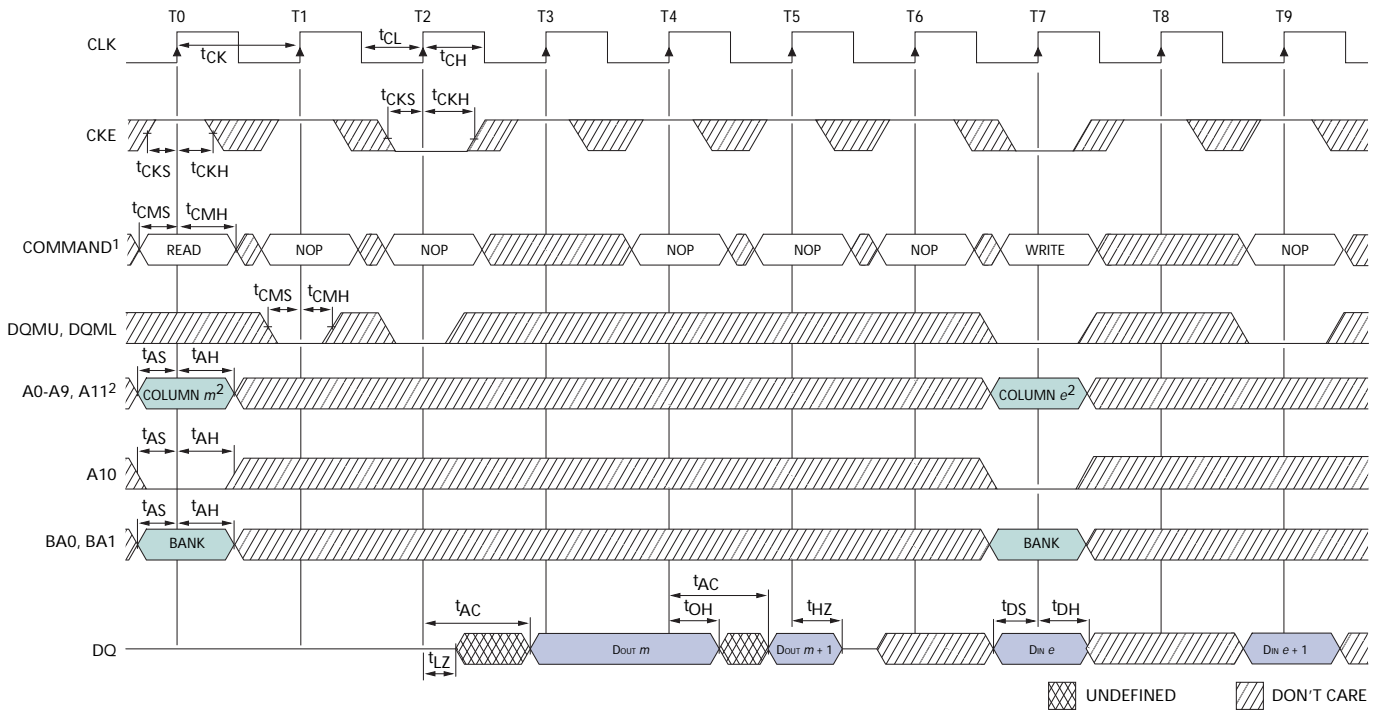 T0 T1 T2 T3 T4 T5 T6 T7 T8 T9
CLK
tCK
tCL
tCH
tCKS tCKH
CKE
tCKS tCKH
tCMS tCMH
COMMAND1 READ NOP NOP NOP NOP NOP WRITE NOP
tCMS tCMH
DQMU, DQML
tAS tAH
A0-A9, A112 COLUMN m2 COLUMN e2
tAS tAH
A10
tAS tAH
BA0, BA1 BANK BANK
tAC
tAC tOH tHZ tDS tDH
DQ DOUT m DOUT m + 1 DIN e DIN e + 1
tLZ
UNDEFINED DON'T CARE